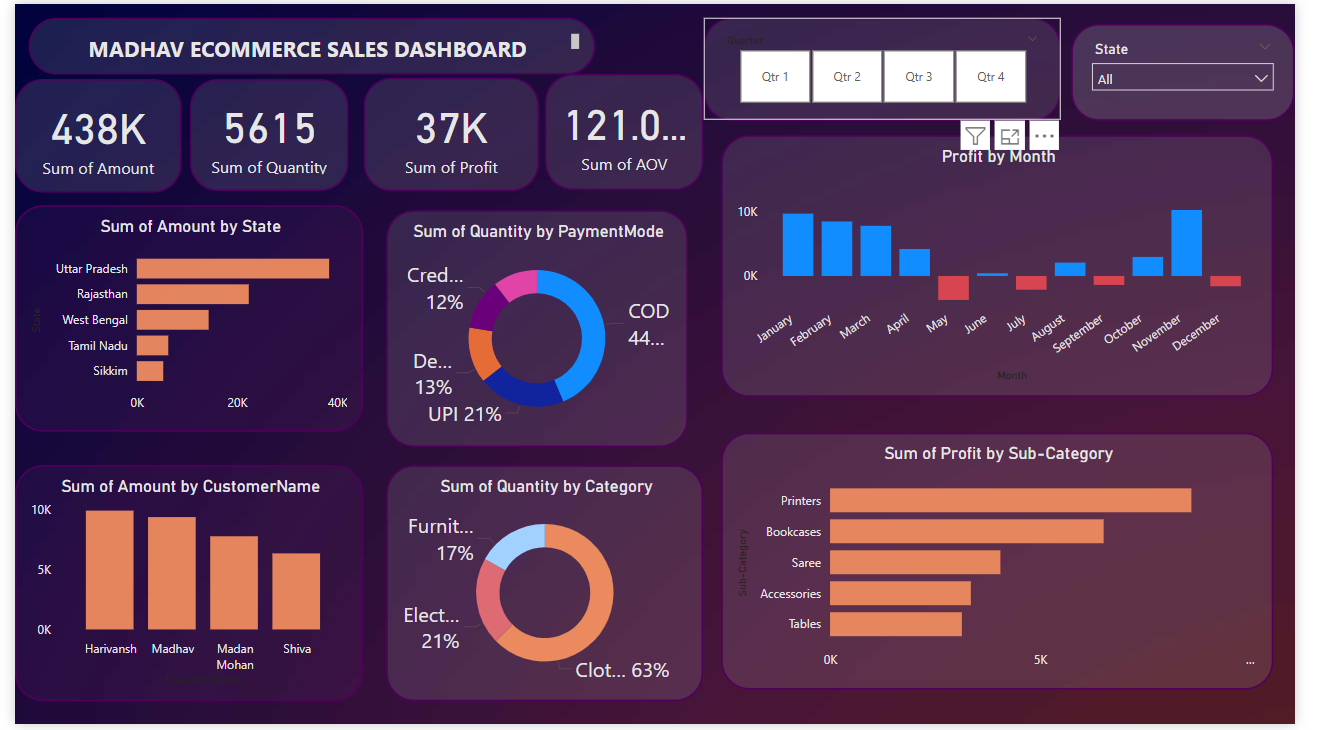 MADHAV ECOMMERCE SALES DASHBOARD
Quarter
Qtr 1
Qtr 2
Qtr 3
Qtr 4
State
All
438K
Sum of Amount
5615
Sum of Quantity
37K
Sum of Profit
121.0...
Sum of AOV
Profit by Month
10K
0K
January
February
March
April
May
June
July
August
September
October
November
December
Month
Sum of Amount by State
State
Uttar Pradesh
Rajasthan
West Bengal
Tamil Nadu
Sikkim
0K
20K
40K
Sum of Quantity by PaymentMode
Cred...
12%
COD
44...
De...
13%
UPI 21%
Sum of Amount by CustomerName
10K
5K
0K
Harivansh
Madhav
Madan
Mohan
Shiva
Sum of Quantity by Category
Furnit...
17%
Elect...
21%
Clot... 63%
Sum of Profit by Sub-Category
Sub-Category
Printers
Bookcases
Saree
Accessories
Tables
0K
5K
...